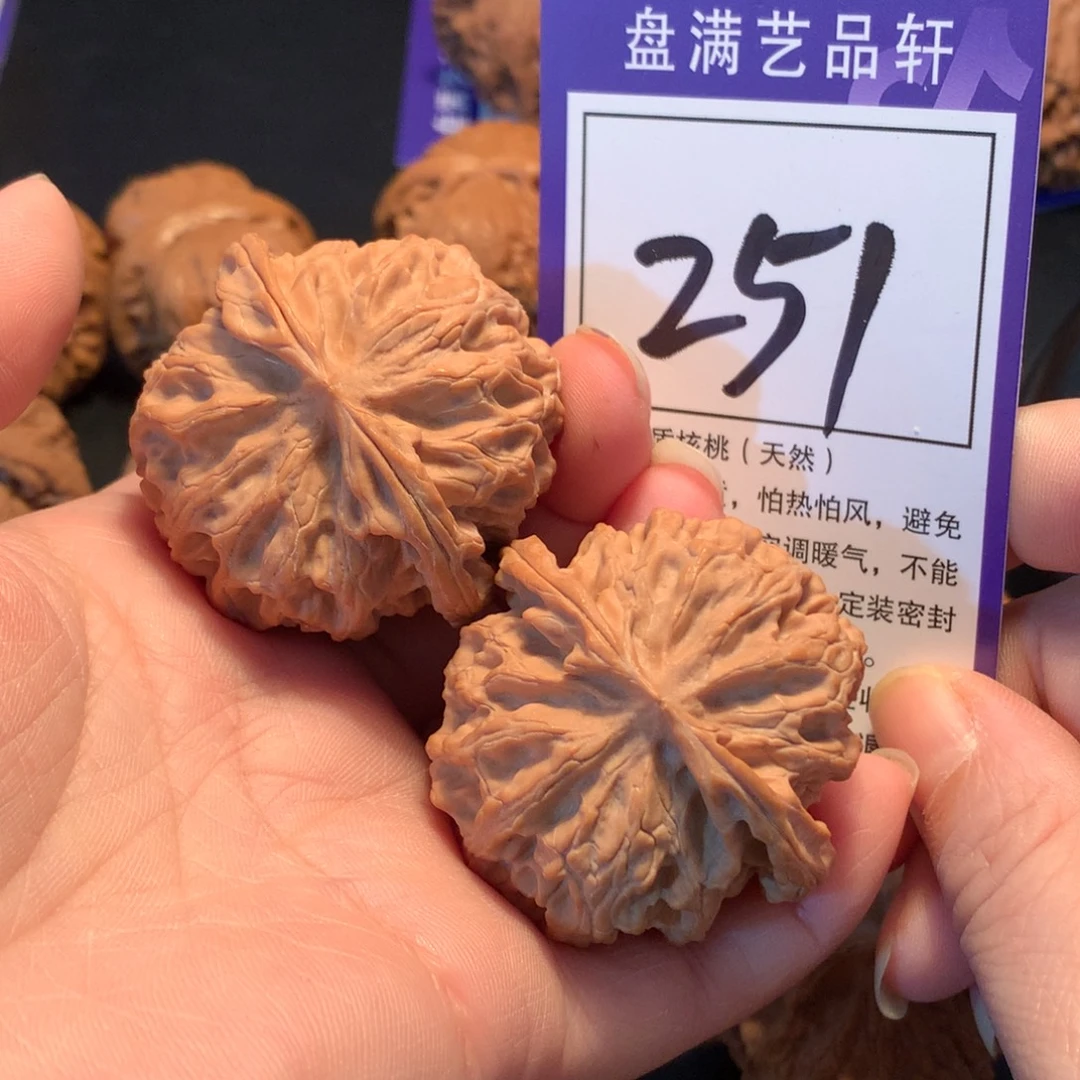 盘满艺品轩
251
质核桃（天然）
，怕热怕风，避免
调暖气，不能
定装密封
。